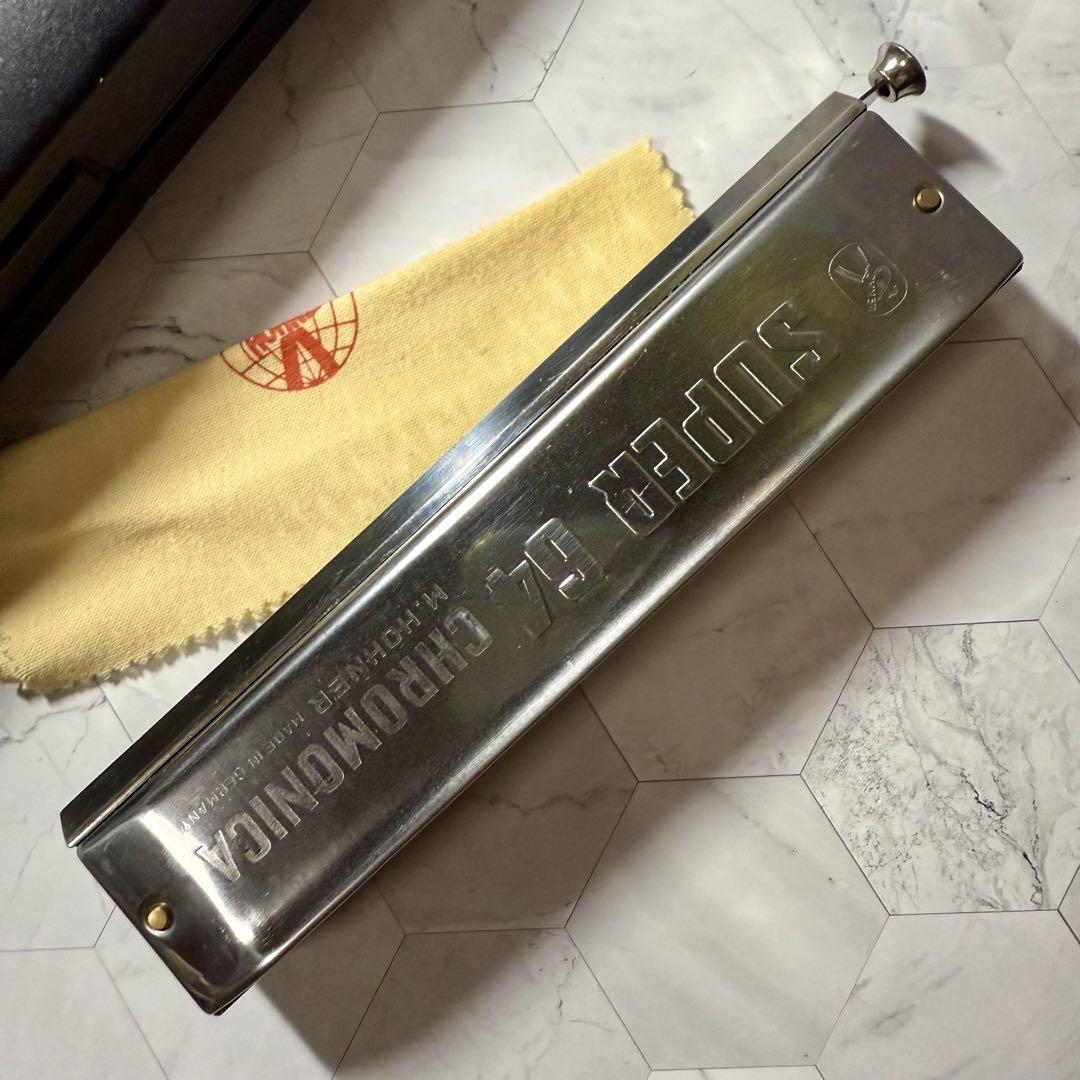 SUPER 64
CHROMONICA
M. HOHNER MADE IN GERMANY